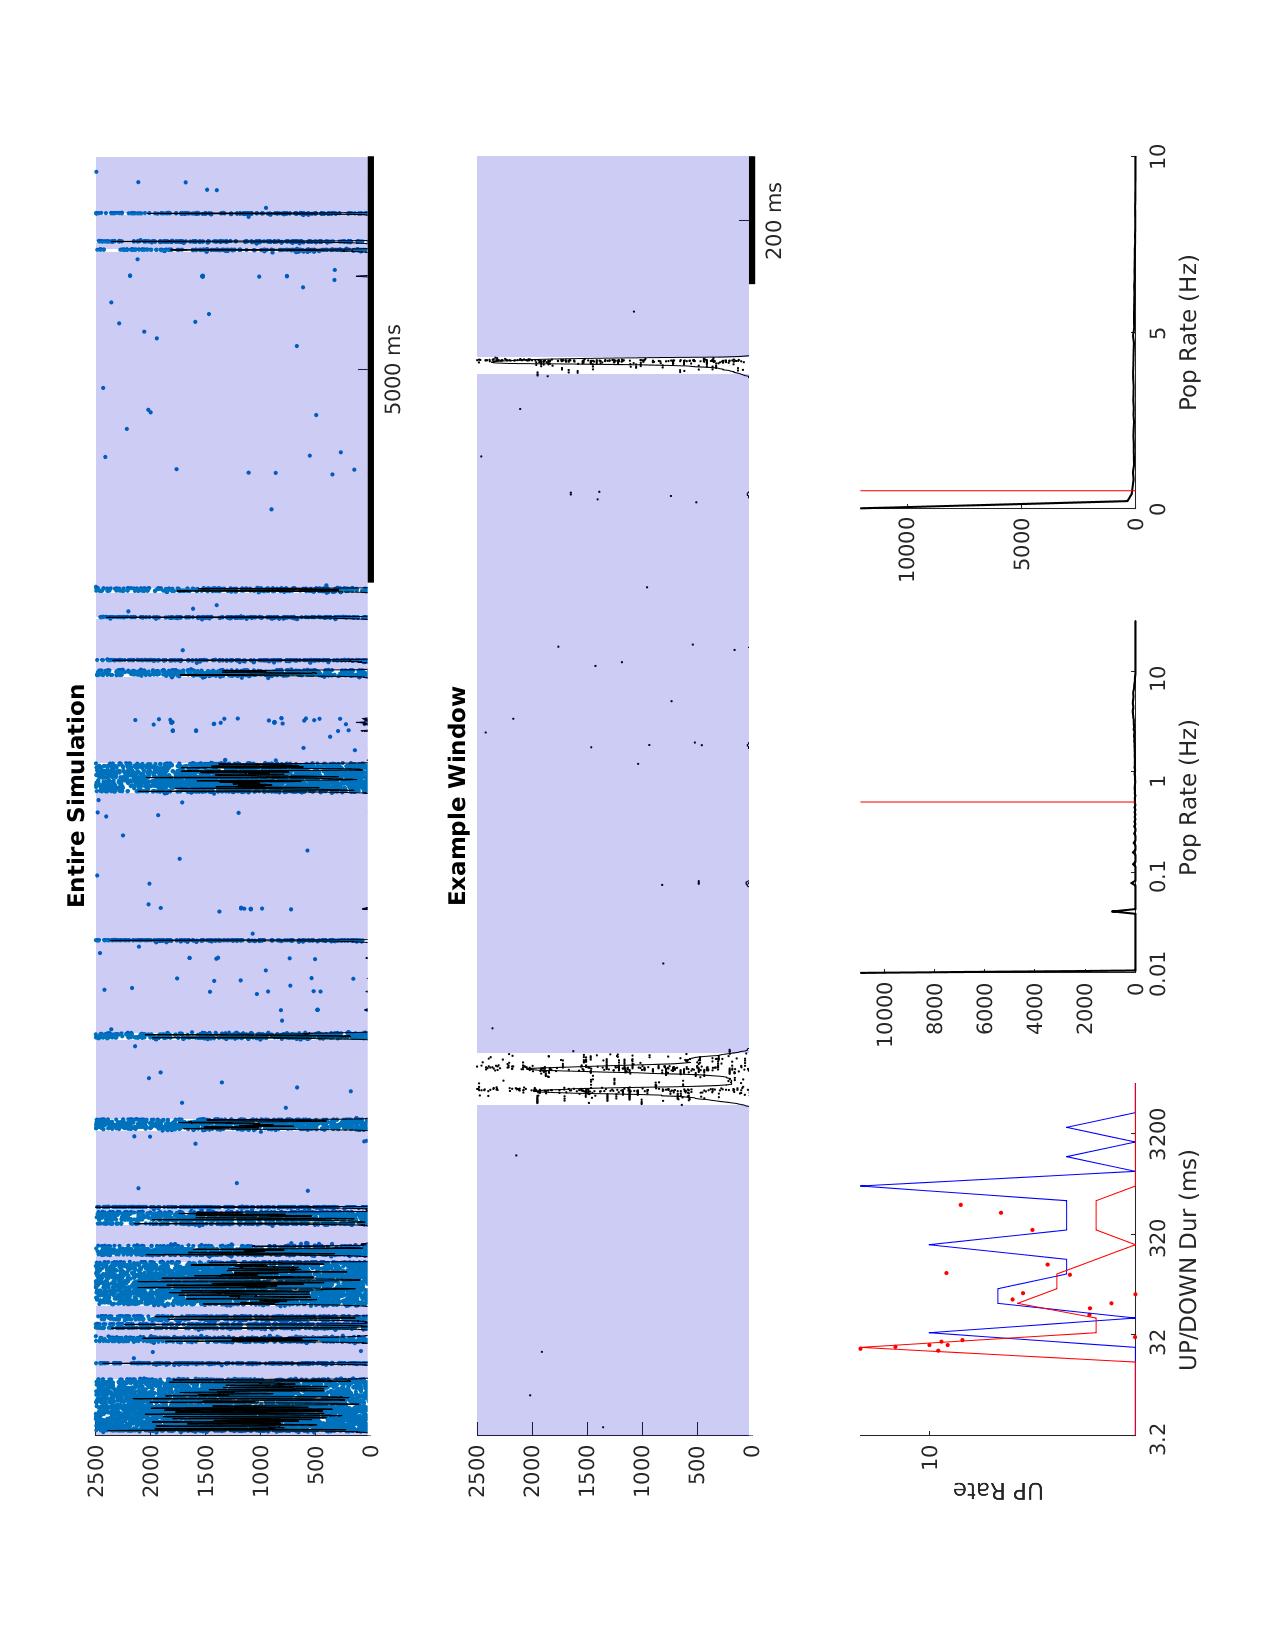 Entire Simulation
2500
2000
1500
1000
500
0
5000 ms
Example Window
2500
2000
1500
1000
500
0
200 ms
UP Rate
10
3.2 32 320 3200
UP/DOWN Dur (ms)
10000
8000
6000
4000
2000
0
0.01 0.1 1 10
Pop Rate (Hz)
10000
5000
0
0 5 10
Pop Rate (Hz)